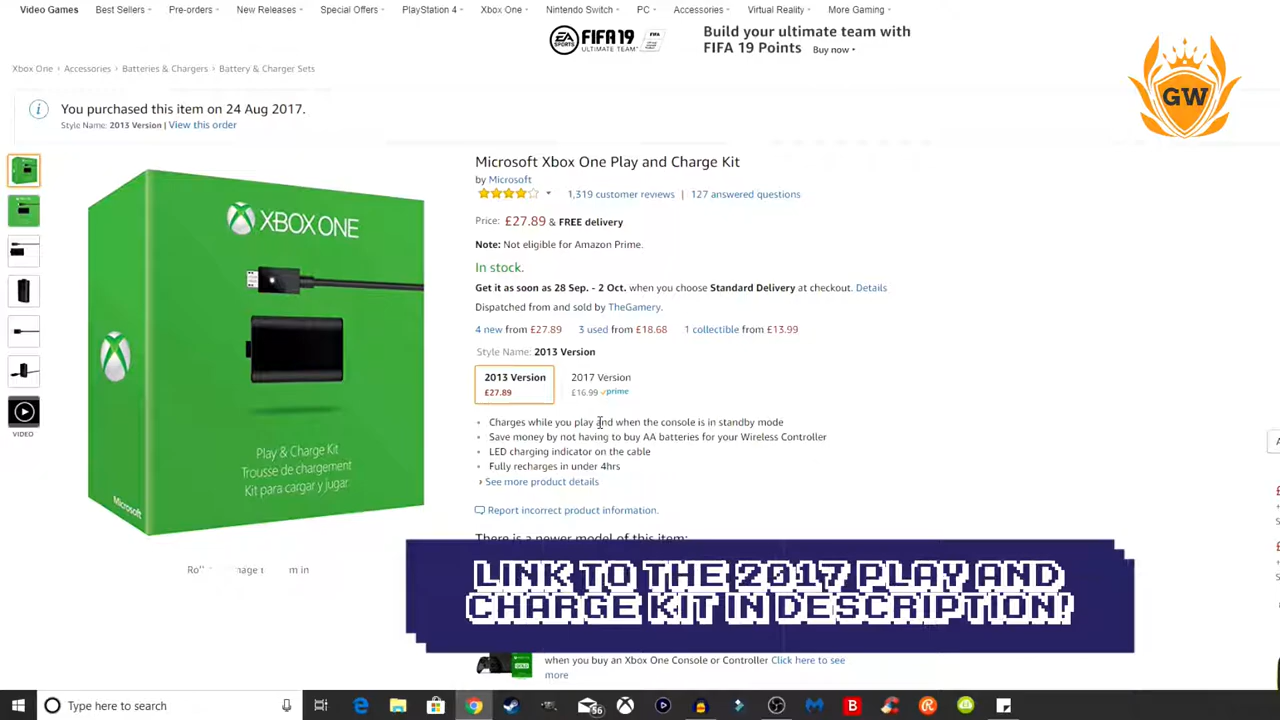 Video Games Best Sellers Pre-orders New Releases Special Offers PlayStation 4 Xbox One Nintendo Switch PC Accessories Virtual Reality More Gaming
EA SPORTS FIFA19 ULTIMATE TEAM
Build your ultimate team with
FIFA 19 Points Buy now
GW
Xbox One › Accessories › Batteries & Chargers › Battery & Charger Sets
You purchased this item on 24 Aug 2017.
Style Name: 2013 Version | View this order
XBOX ONE
Play & Charge Kit
Trousse de chargement
Kit para cargar y jugar
Microsoft
VIDEO
Microsoft Xbox One Play and Charge Kit
by Microsoft
1,319 customer reviews | 127 answered questions
Price: £27.89 & FREE delivery
Note: Not eligible for Amazon Prime.
In stock.
Get it as soon as 28 Sep. - 2 Oct. when you choose Standard Delivery at checkout. Details
Dispatched from and sold by TheGamery.
4 new from £27.89 3 used from £18.68 1 collectible from £13.99
Style Name: 2013 Version
2013 Version
£27.89
2017 Version
£16.99 prime
Charges while you play and when the console is in standby mode
Save money by not having to buy AA batteries for your Wireless Controller
LED charging indicator on the cable
Fully recharges in under 4hrs
› See more product details
Report incorrect product information.
There is a newer model of this item:
LINK TO THE 2017 PLAY AND
CHARGE KIT IN DESCRIPTION!
when you buy an Xbox One Console or Controller Click here to see
more
Type here to search
56